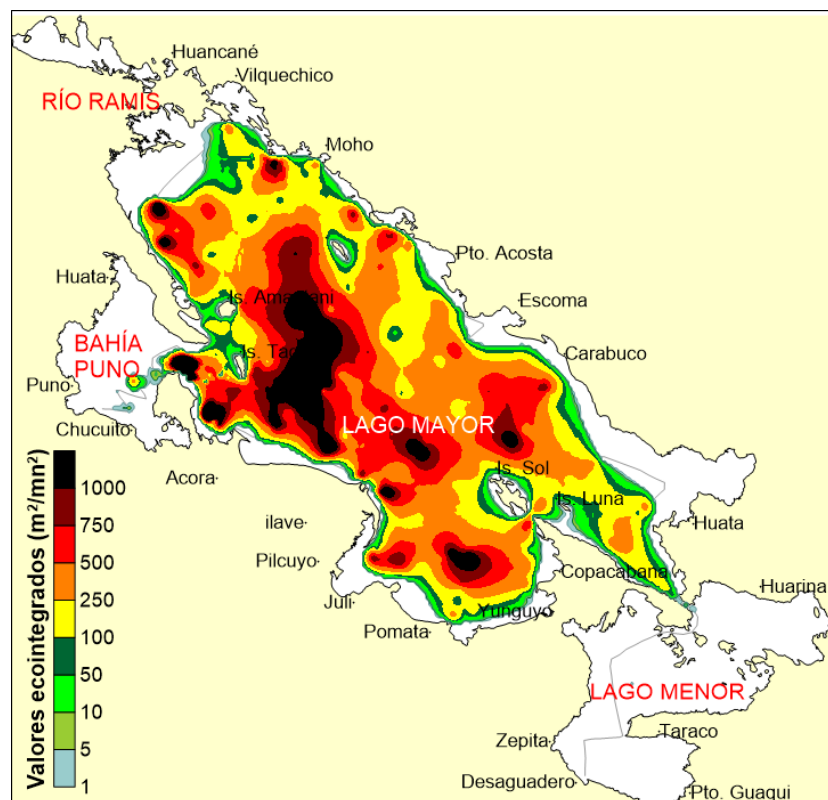 Huancané
Vilquechico
RÍO RAMIS
Moho
Pto. Acosta
Huata
Is. Amantani
Escoma
BAHÍA
PUNO
Is. Taq
Carabuco
Puno
LAGO MAYOR
Chucuito
Acora
Is. Sol
Is. Luna
ilave
Huata
Pilcuyo
Copacabana
Huarina
Juli
Yunguyo
Pomata
LAGO MENOR
Zepita
Taraco
Desaguadero
Pto. Guaqui
Valores ecointegrados (m²/mn²)
1000
750
500
250
100
50
10
5
1